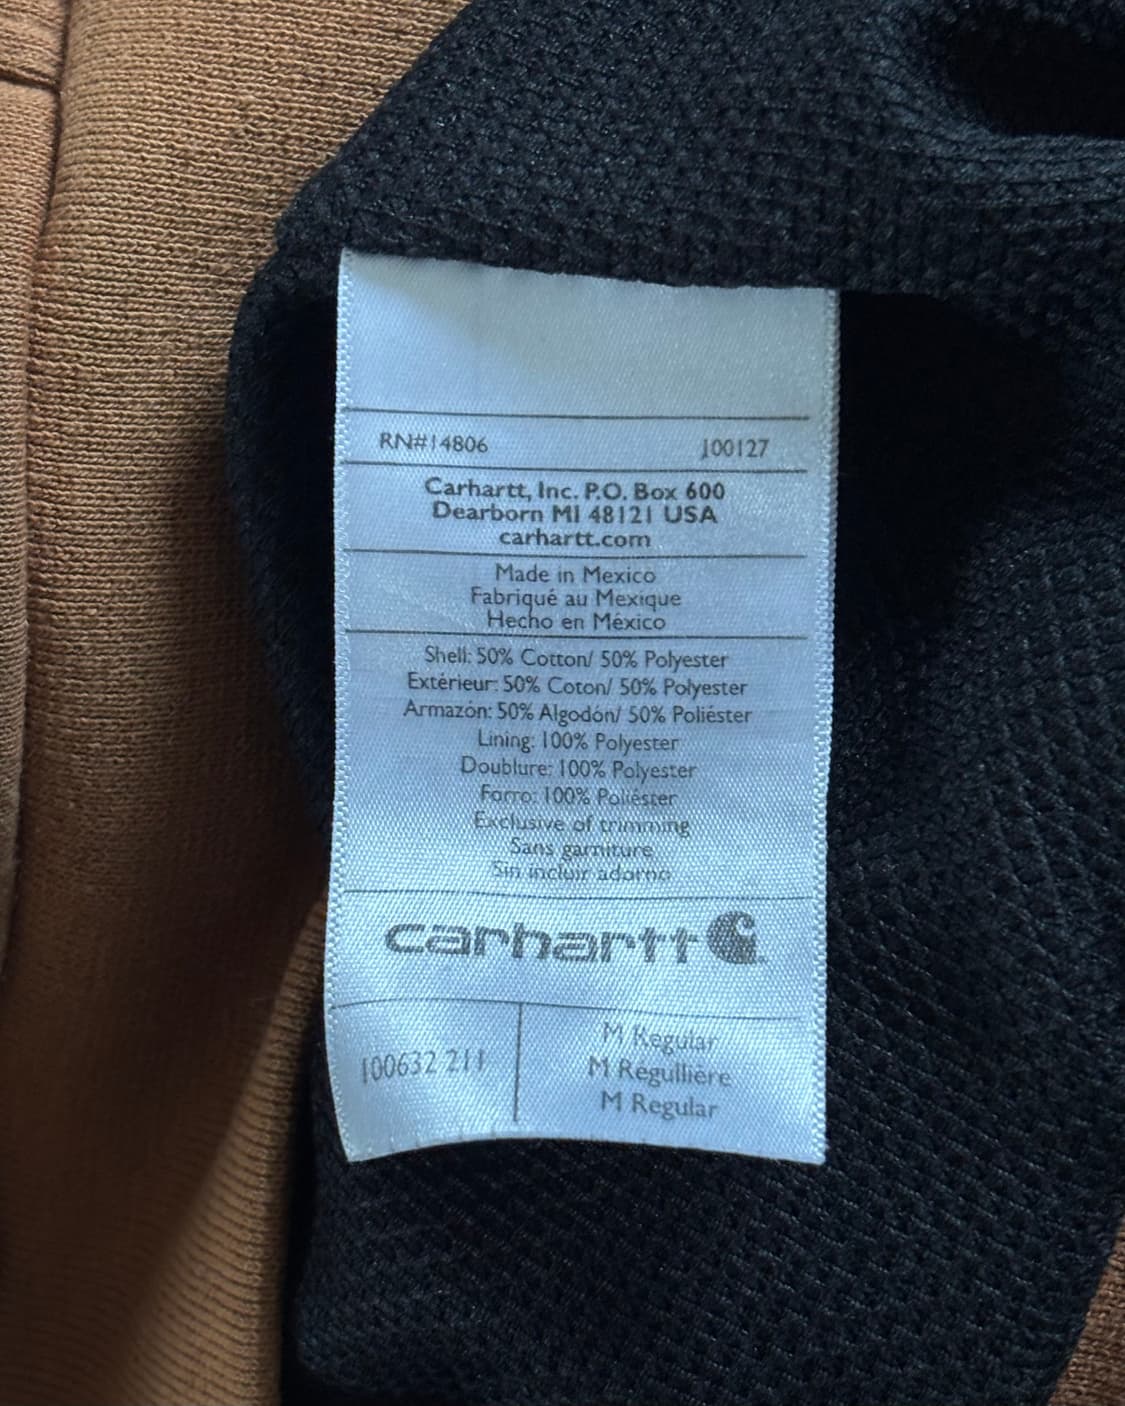 RN#14806 100127
Carhartt, Inc. P.O. Box 600
Dearborn MI 48121 USA
carhartt.com
Made in Mexico
Fabriqué au Mexique
Hecho en México
Shell: 50% Cotton/ 50% Polyester
Extérieur: 50% Coton/ 50% Polyester
Armazón: 50% Algodón/ 50% Poliéster
Lining: 100% Polyester
Doublure: 100% Polyester
Forro: 100% Poliéster
Exclusive of trimming
Sans garniture
Sin incluir adorno
carhartt
100632 211
M Regular
M Régullière
M Regular